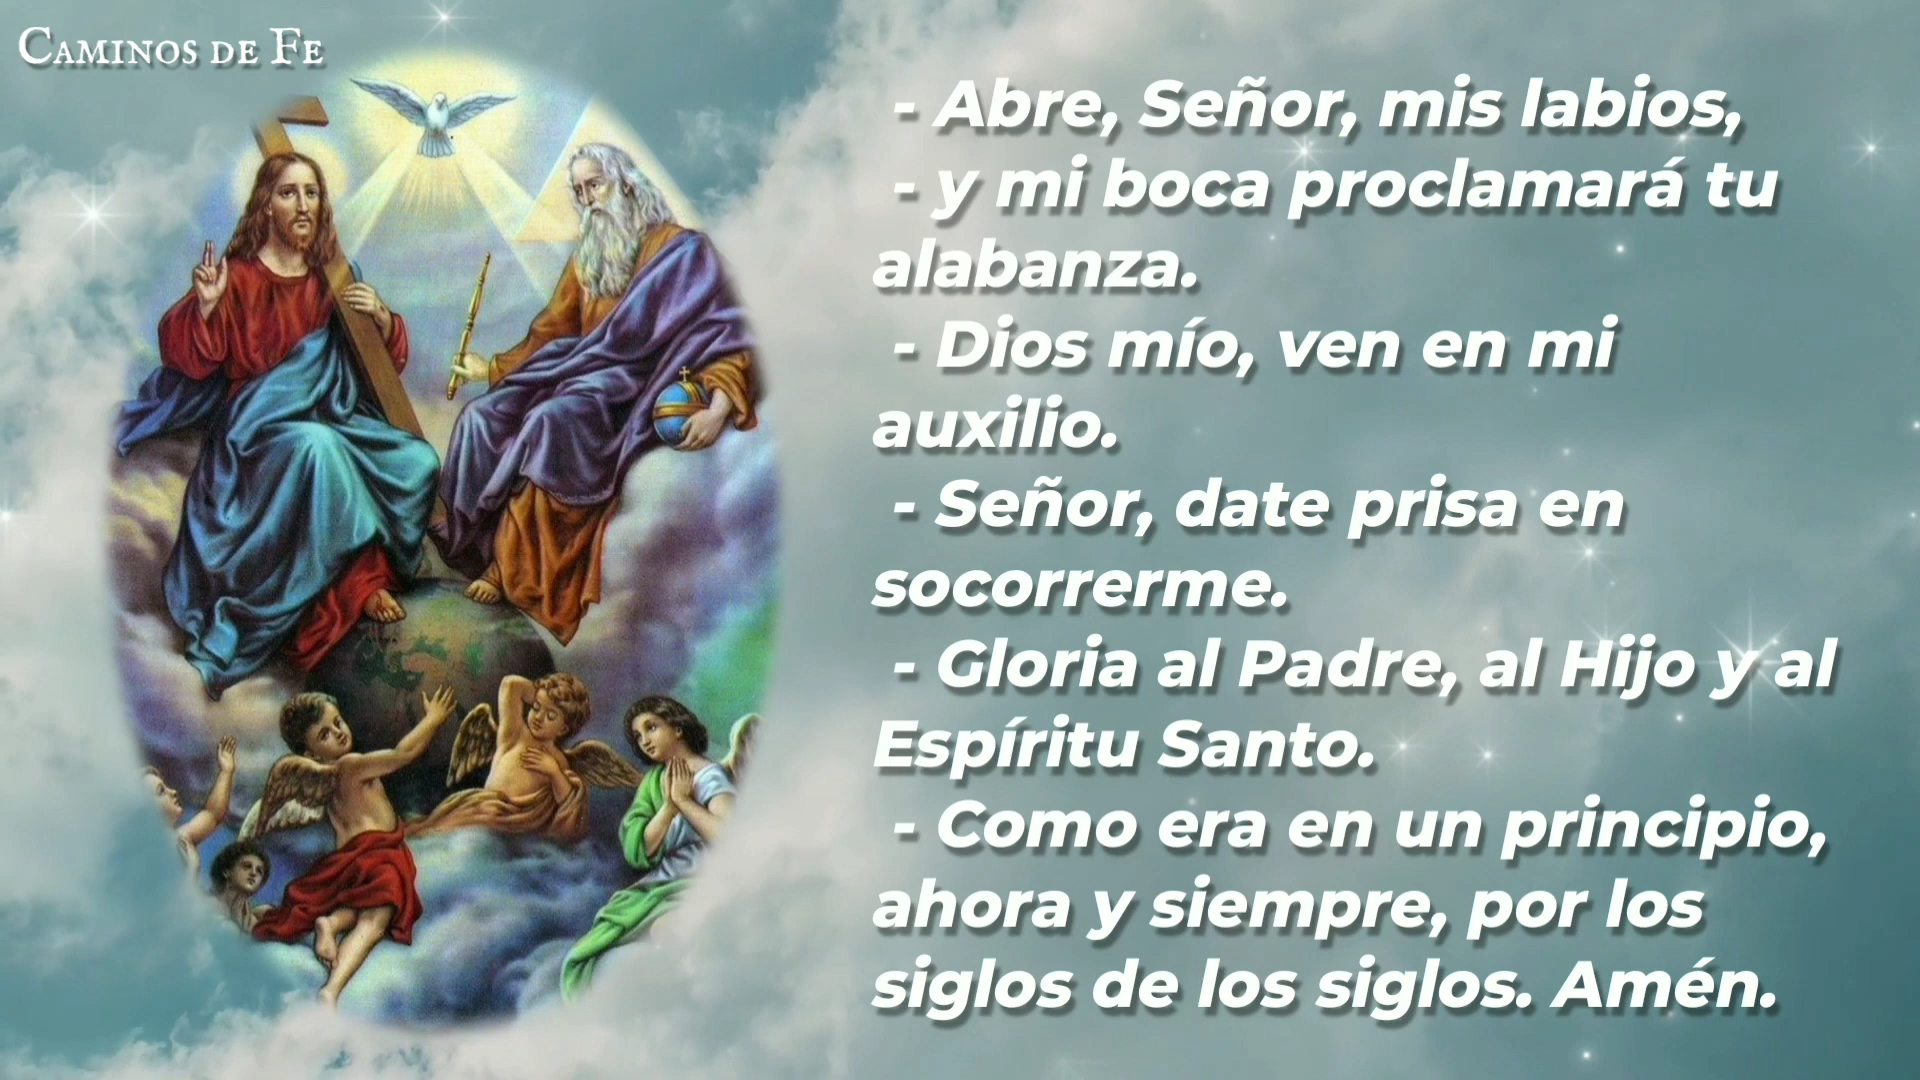 Caminos de Fe
- Abre, Señor, mis labios,
- y mi boca proclamará tu
alabanza.
- Dios mío, ven en mi
auxilio.
- Señor, date prisa en
socorrerme.
- Gloria al Padre, al Hijo y al
Espíritu Santo.
- Como era en un principio,
ahora y siempre, por los
siglos de los siglos. Amén.